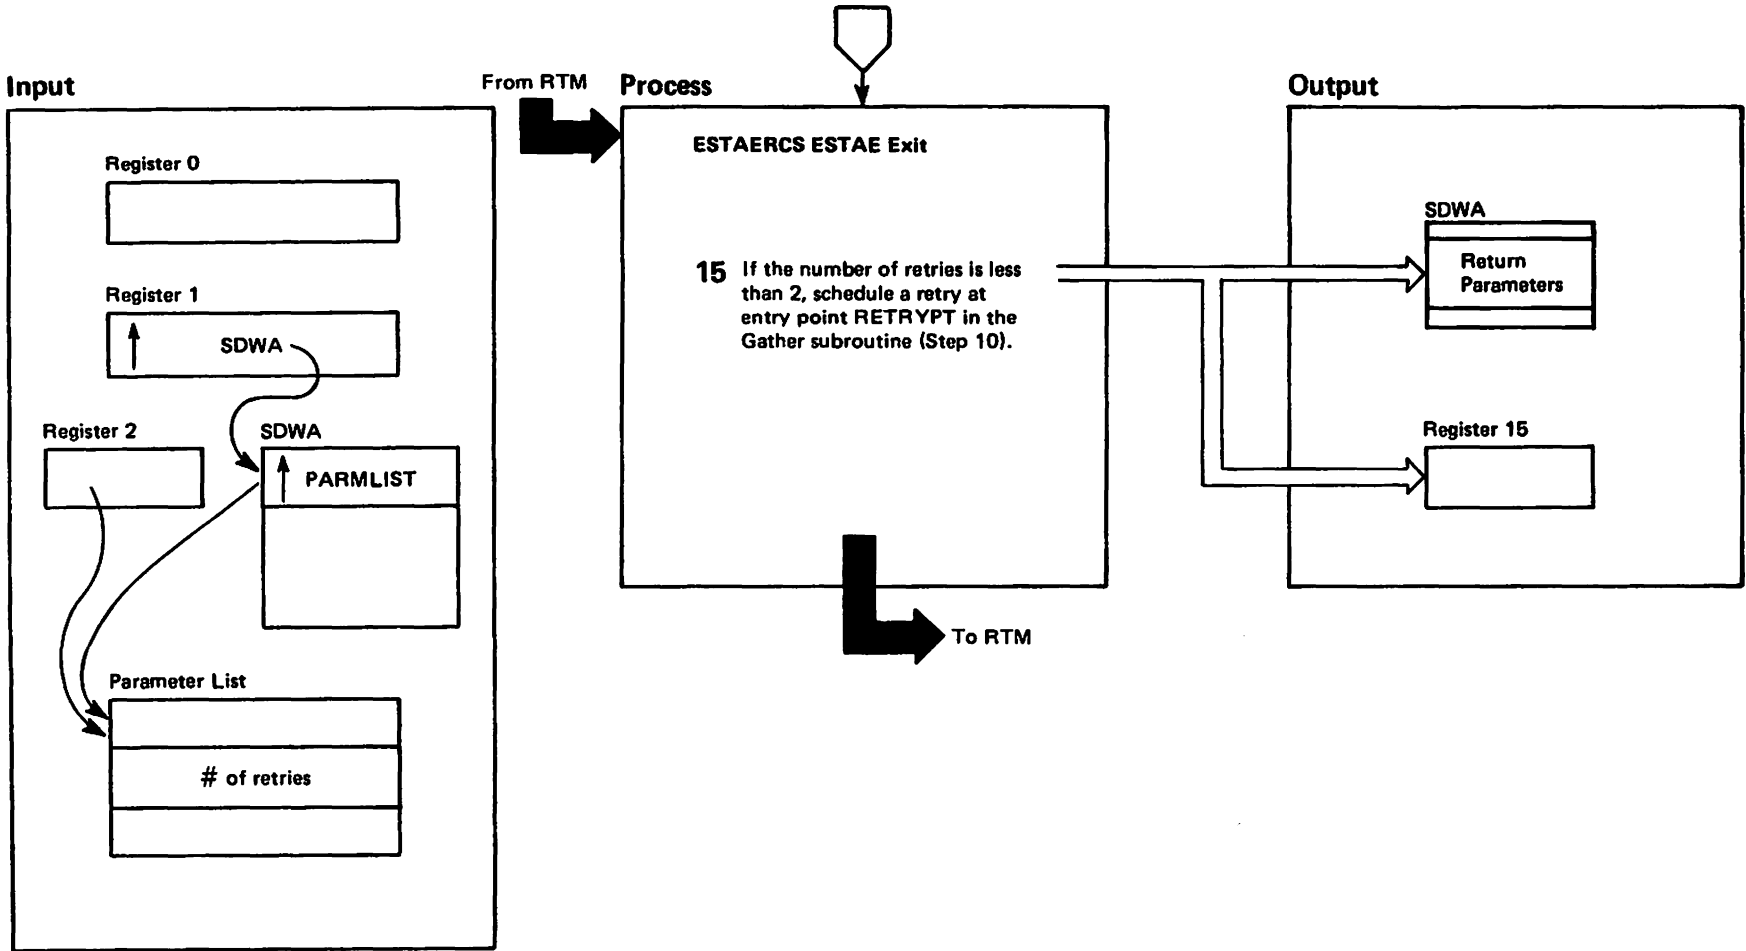 Input
From RTM
Process
Output
Register 0
ESTAERCS ESTAE Exit
Register 1
SDWA
SDWA
Return
Parameters
15 If the number of retries is less
than 2, schedule a retry at
entry point RETRYPT in the
Gather subroutine (Step 10).
Register 2
SDWA
PARMLIST
Register 15
To RTM
Parameter List
# of retries